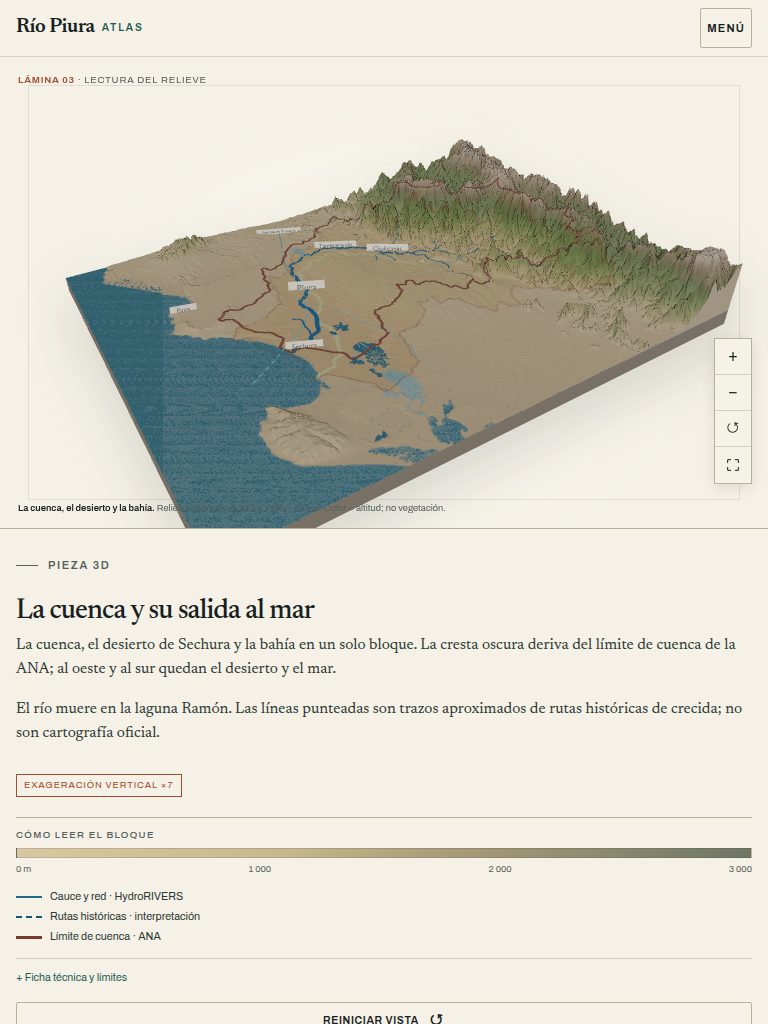 Río Piura ATLAS
MENÚ
LÁMINA 03 · LECTURA DEL RELIEVE
Piura
Sechura
+
−
La cuenca, el desierto y la bahía. altitud; no vegetación.
PIEZA 3D
La cuenca y su salida al mar
La cuenca, el desierto de Sechura y la bahía en un solo bloque. La cresta oscura deriva del límite de cuenca de la
ANA; al oeste y al sur quedan el desierto y el mar.
El río muere en la laguna Ramón. Las líneas punteadas son trazos aproximados de rutas históricas de crecida; no
son cartografía oficial.
EXAGERACIÓN VERTICAL ×7
CÓMO LEER EL BLOQUE
0 m 1 000 2 000 3 000
Cauce y red · HydroRIVERS
Rutas históricas · interpretación
Límite de cuenca · ANA
+ Ficha técnica y límites
REINICIAR VISTA